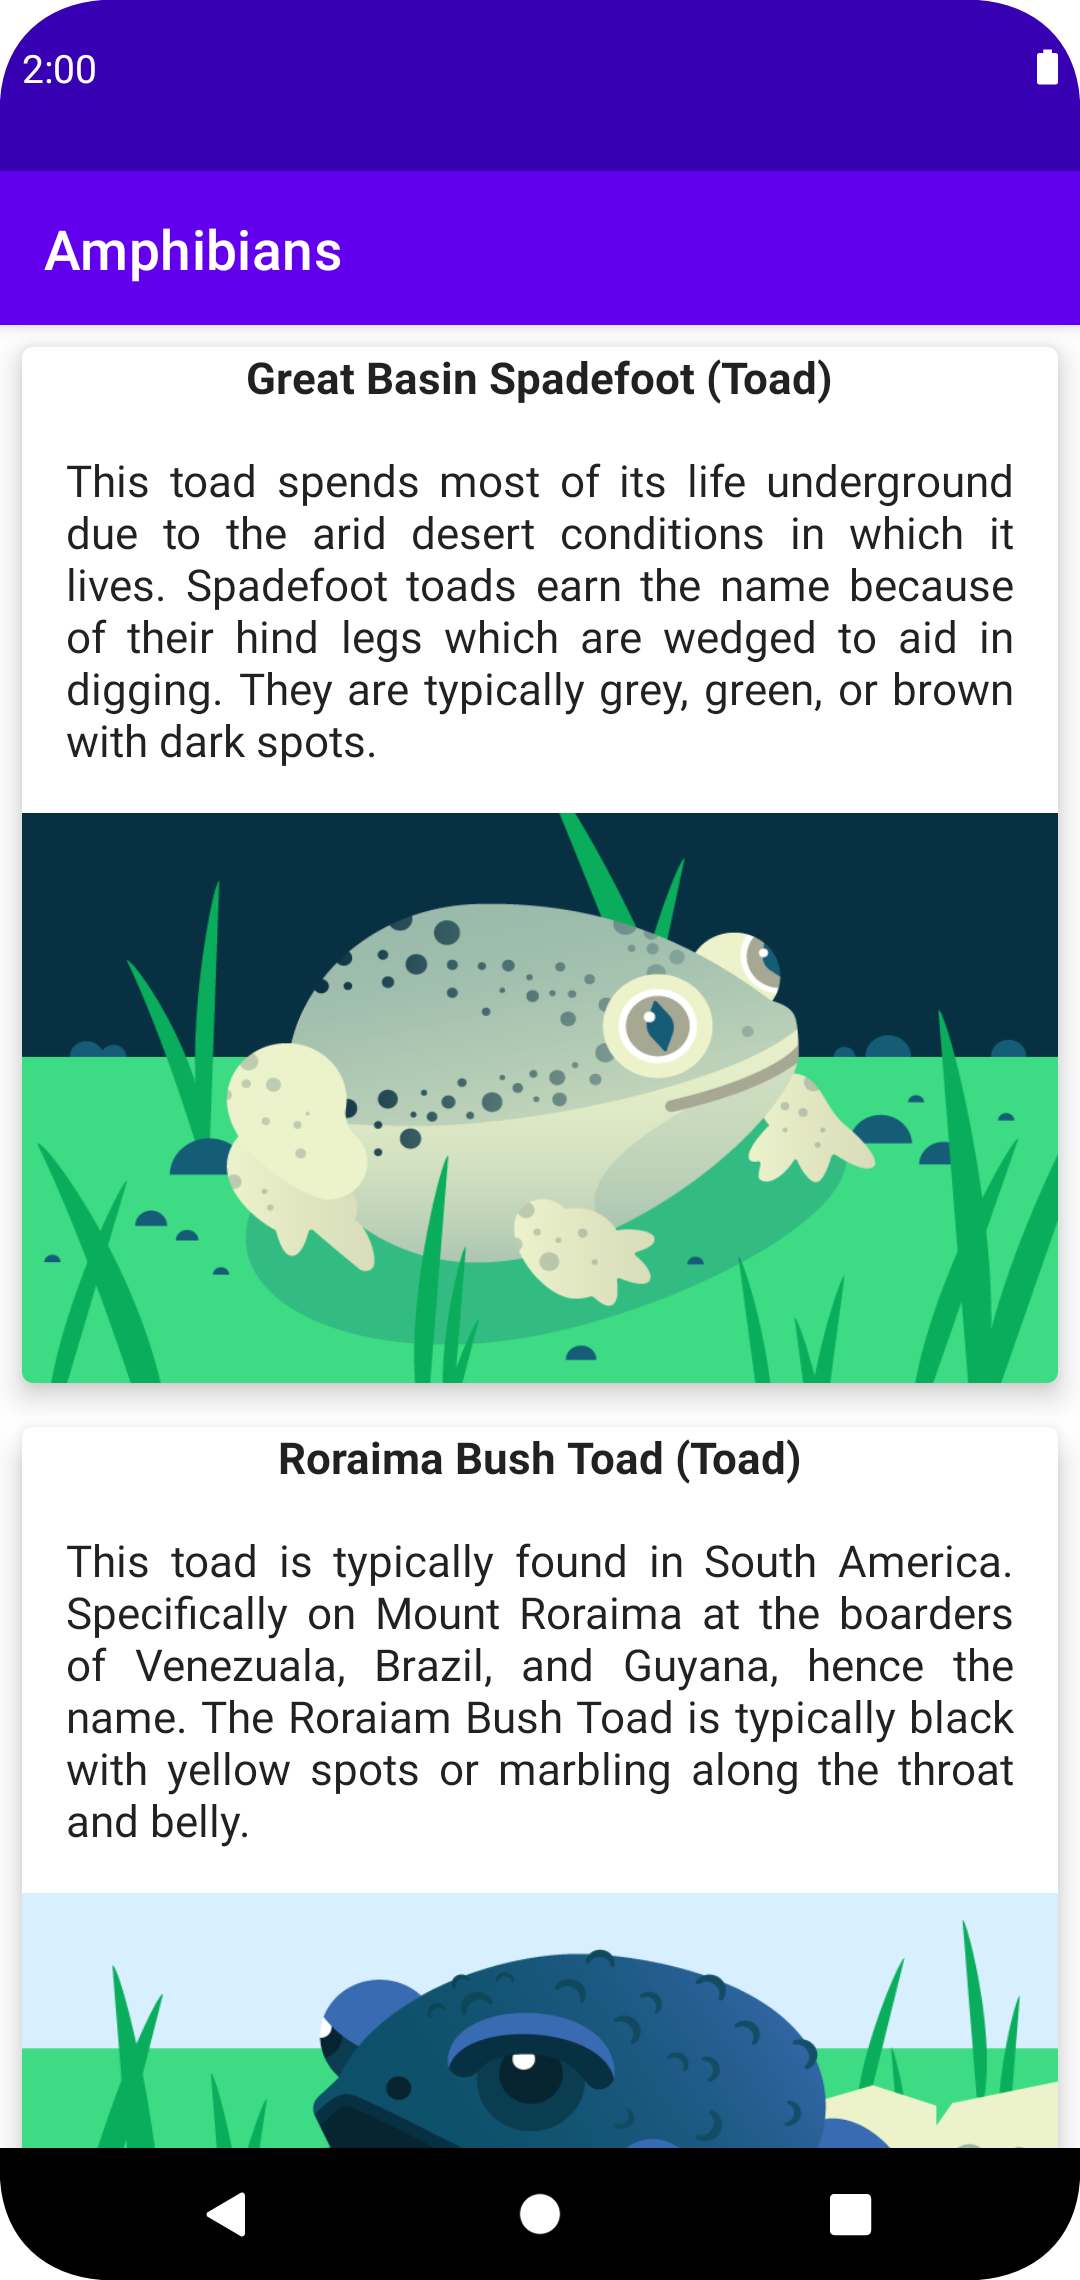 2:00
Amphibians
Great Basin Spadefoot (Toad)
This toad spends most of its life underground
due to the arid desert conditions in which it
lives. Spadefoot toads earn the name because
of their hind legs which are wedged to aid in
digging. They are typically grey, green, or brown
with dark spots.
Roraima Bush Toad (Toad)
This toad is typically found in South America.
Specifically on Mount Roraima at the boarders
of Venezuala, Brazil, and Guyana, hence the
name. The Roraiam Bush Toad is typically black
with yellow spots or marbling along the throat
and belly.